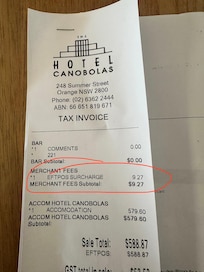 THE
HOTEL
CANOBOLAS
248 Summer Street
Orange NSW 2800
Phone: (02) 6362 2444
ABN: 66 651 819 671
TAX INVOICE
BAR
*1 COMMENTS 0.00
* 221
BAR Subtotal: $0.00
MERCHANT FEES
*1 EFTPOS SURCHARGE 9.27
MERCHANT FEES Subtotal: $9.27
ACCOM HOTEL CANOBOLAS
*1 ACCOMODATION 579.60
ACCOM HOTEL CANOBOLAS
$579.60
Sale Total: $588.87
EFTPOS: $588.87
GST total